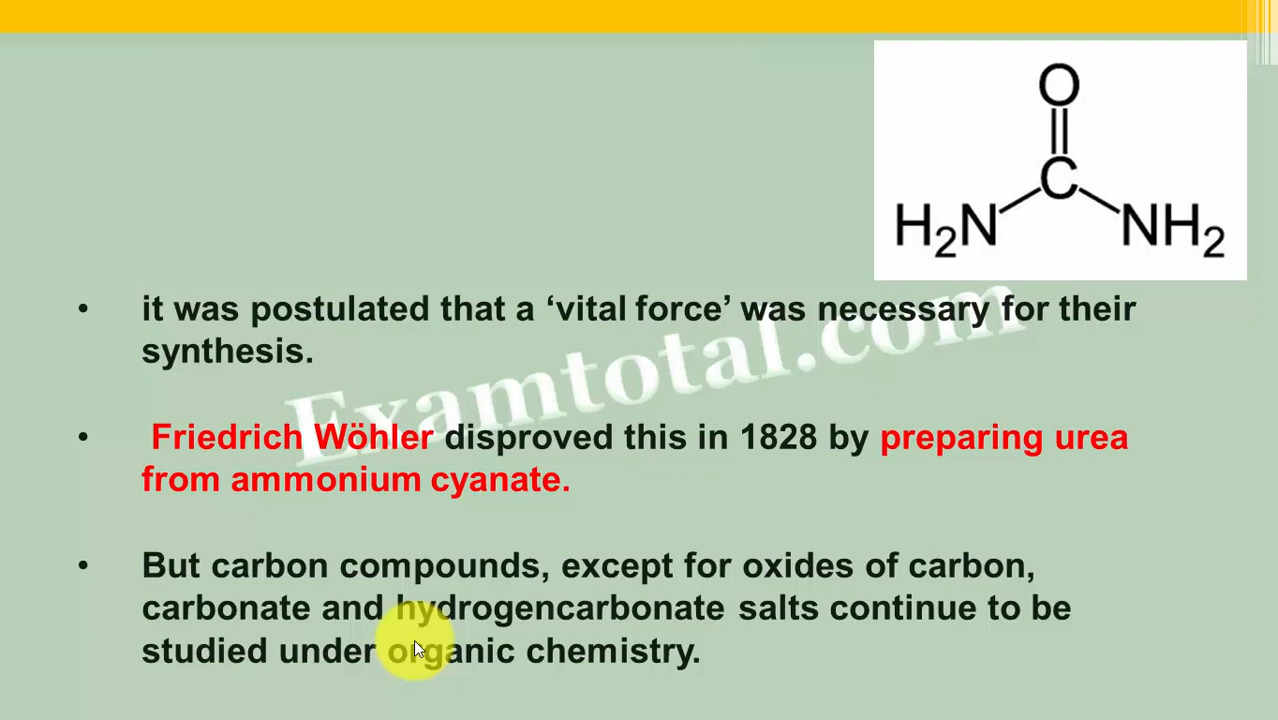 O
C
H₂N NH₂
• it was postulated that a ‘vital force’ was necessary for their
synthesis.
Examtotal.com
• Friedrich Wöhler disproved this in 1828 by preparing urea
from ammonium cyanate.
• But carbon compounds, except for oxides of carbon,
carbonate and hydrogencarbonate salts continue to be
studied under organic chemistry.